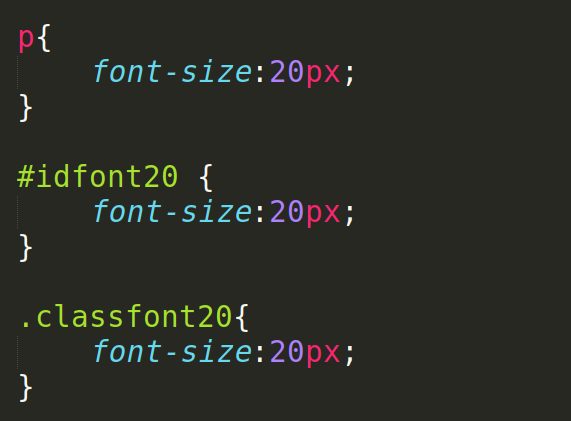 p{
    font-size:20px;
}

#idfont20 {
    font-size:20px;
}

.classfont20{
    font-size:20px;
}